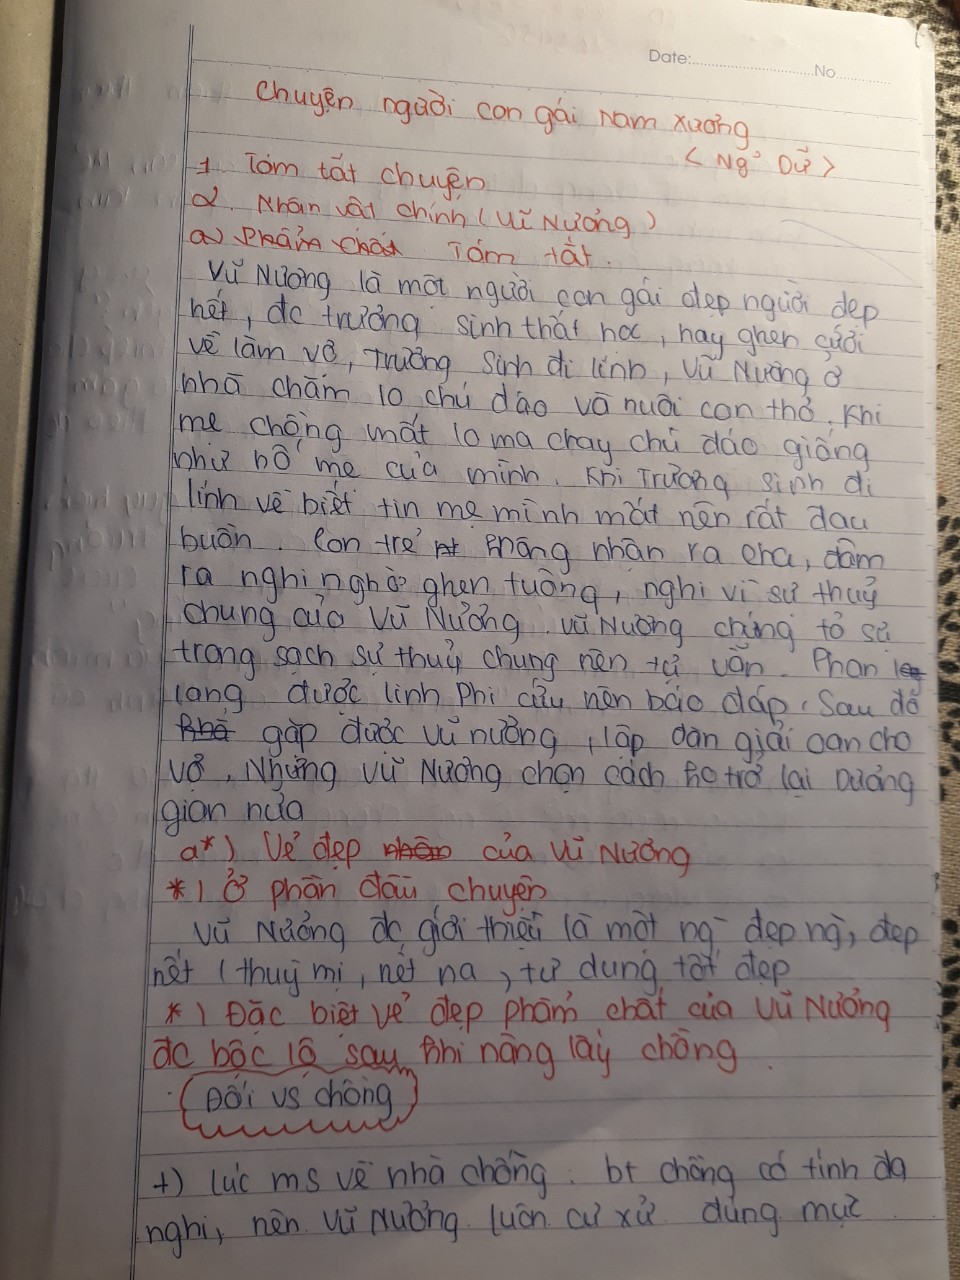 Date:..............................No..............
Chuyện người con gái Nam Xương
< Ng~ Dữ >
1 Tóm tắt chuyện
2. Nhân vật chính (Vũ Nương)
a) Phẩm chất Tóm tắt.
Vũ Nương là một người con gái đẹp người đẹp
nết, đc trương sinh thất học, hay ghen cưới
về làm vợ, Trương Sinh đi lính, Vũ Nương ở
nhà chăm lo chu đáo và nuôi con thơ. Khi
mẹ chồng mất lo ma chay chu đáo giống
như bố mẹ của mình. Khi Trương Sinh đi
lính về biết tin mẹ mình mất nên rất đau
buồn. Con trẻ không nhận ra cha, đâm
ra nghi ngờ ghen tuông, nghi vì sự thuỷ
chung của Vũ Nương. Vũ Nương chứng tỏ sự
trong sạch sự thuỷ chung nên tự vẫn. Phan
lang được linh Phi cứu nên báo đáp. Sau đó
gặp được vũ nương, lập đàn giải oan cho
vợ. Nhưng Vũ Nương chọn cách ko trở lại Dương
gian nữa
a*) Vẻ đẹp của Vũ Nương
*) Ở phần đầu chuyện
Vũ Nương đc giới thiệu là một ng~ đẹp ng~, đẹp
nết (thuỳ mị, nết na, tư dung tốt đẹp
*) Đặc biệt vẻ đẹp phẩm chất của Vũ Nương
đc bộc lộ sau khi nàng lấy chồng.
Đối vs chồng
+) lúc ms về nhà chồng: bt chồng có tính đa
nghi, nên Vũ Nương luôn cư xử đúng mực